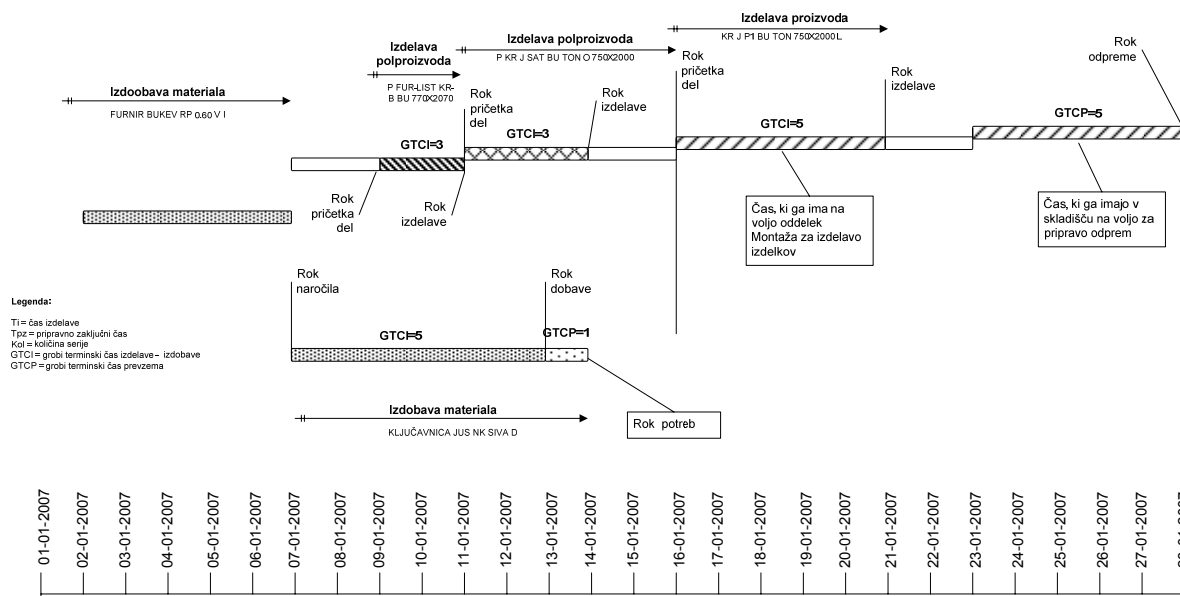 Izdelava proizvoda
KR J P1 BU TON 750X2000 L
Rok
odpreme
Izdelava polproizvoda
P KR J SAT BU TON O 750X2000
Izdelava
polproizvoda
P FUR-LIST KR-
B BU 770X2070
Izdoobava materiala
FURNIR BUKEV RP 0.60 V I
Rok
pričetka
del
Rok
izdelave
Rok
pričetka
del
Rok
izdelave
GTCI=3
GTCI=3
GTCI=5
GTCP=5
Rok
pričetka
del
Rok
izdelave
Čas, ki ga ima na
voljo oddelek
Montaža za izdelavo
izdelkov
Čas, ki ga imajo v
skladišču na voljo za
pripravo odprem
Rok
naročila
Rok
dobave
Legenda:
Ti = čas izdelave
Tpz = pripravno zaključni čas
Kol = količina serije
GTCI = grobi terminski čas izdelave – izdobave
GTCP = grobi terminski čas prevzema
GTCI=5
GTCP=1
Izdobava materiala
KLJUČAVNICA JUS NK SIVA D
Rok potreb
01-01-2007
02-01-2007
03-01-2007
04-01-2007
05-01-2007
06-01-2007
07-01-2007
08-01-2007
09-01-2007
10-01-2007
11-01-2007
12-01-2007
13-01-2007
14-01-2007
15-01-2007
16-01-2007
17-01-2007
18-01-2007
19-01-2007
20-01-2007
21-01-2007
22-01-2007
23-01-2007
24-01-2007
25-01-2007
26-01-2007
27-01-2007